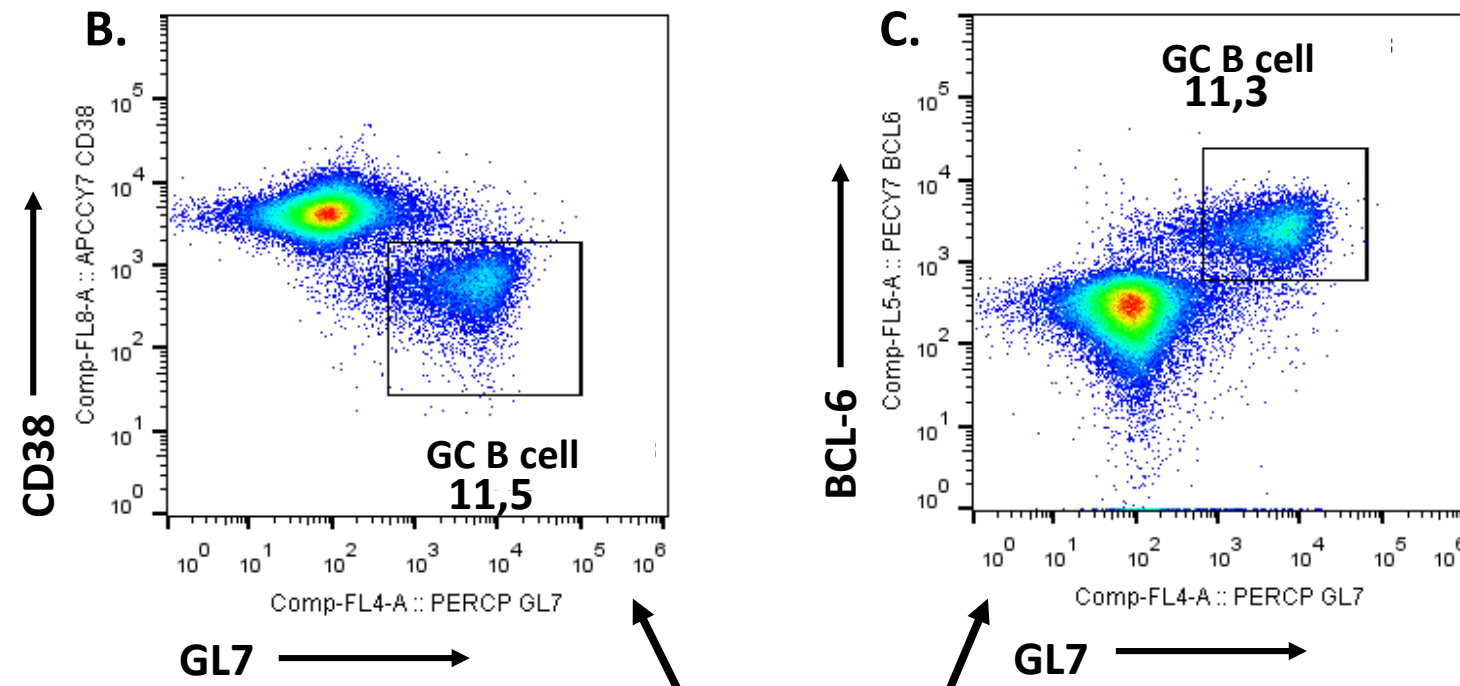 B.
GC B cell
11,5
CD38
Comp-FL8-A :: APCCY7 CD38
10^5
10^4
10^3
10^2
10^1
10^0
10^0 10^1 10^2 10^3 10^4 10^5 10^6
Comp-FL4-A :: PERCP GL7
GL7
C.
GC B cell
11,3
BCL-6
Comp-FL5-A :: PECY7 BCL6
10^5
10^4
10^3
10^2
10^1
10^0
10^0 10^1 10^2 10^3 10^4 10^5 10^6
Comp-FL4-A :: PERCP GL7
GL7